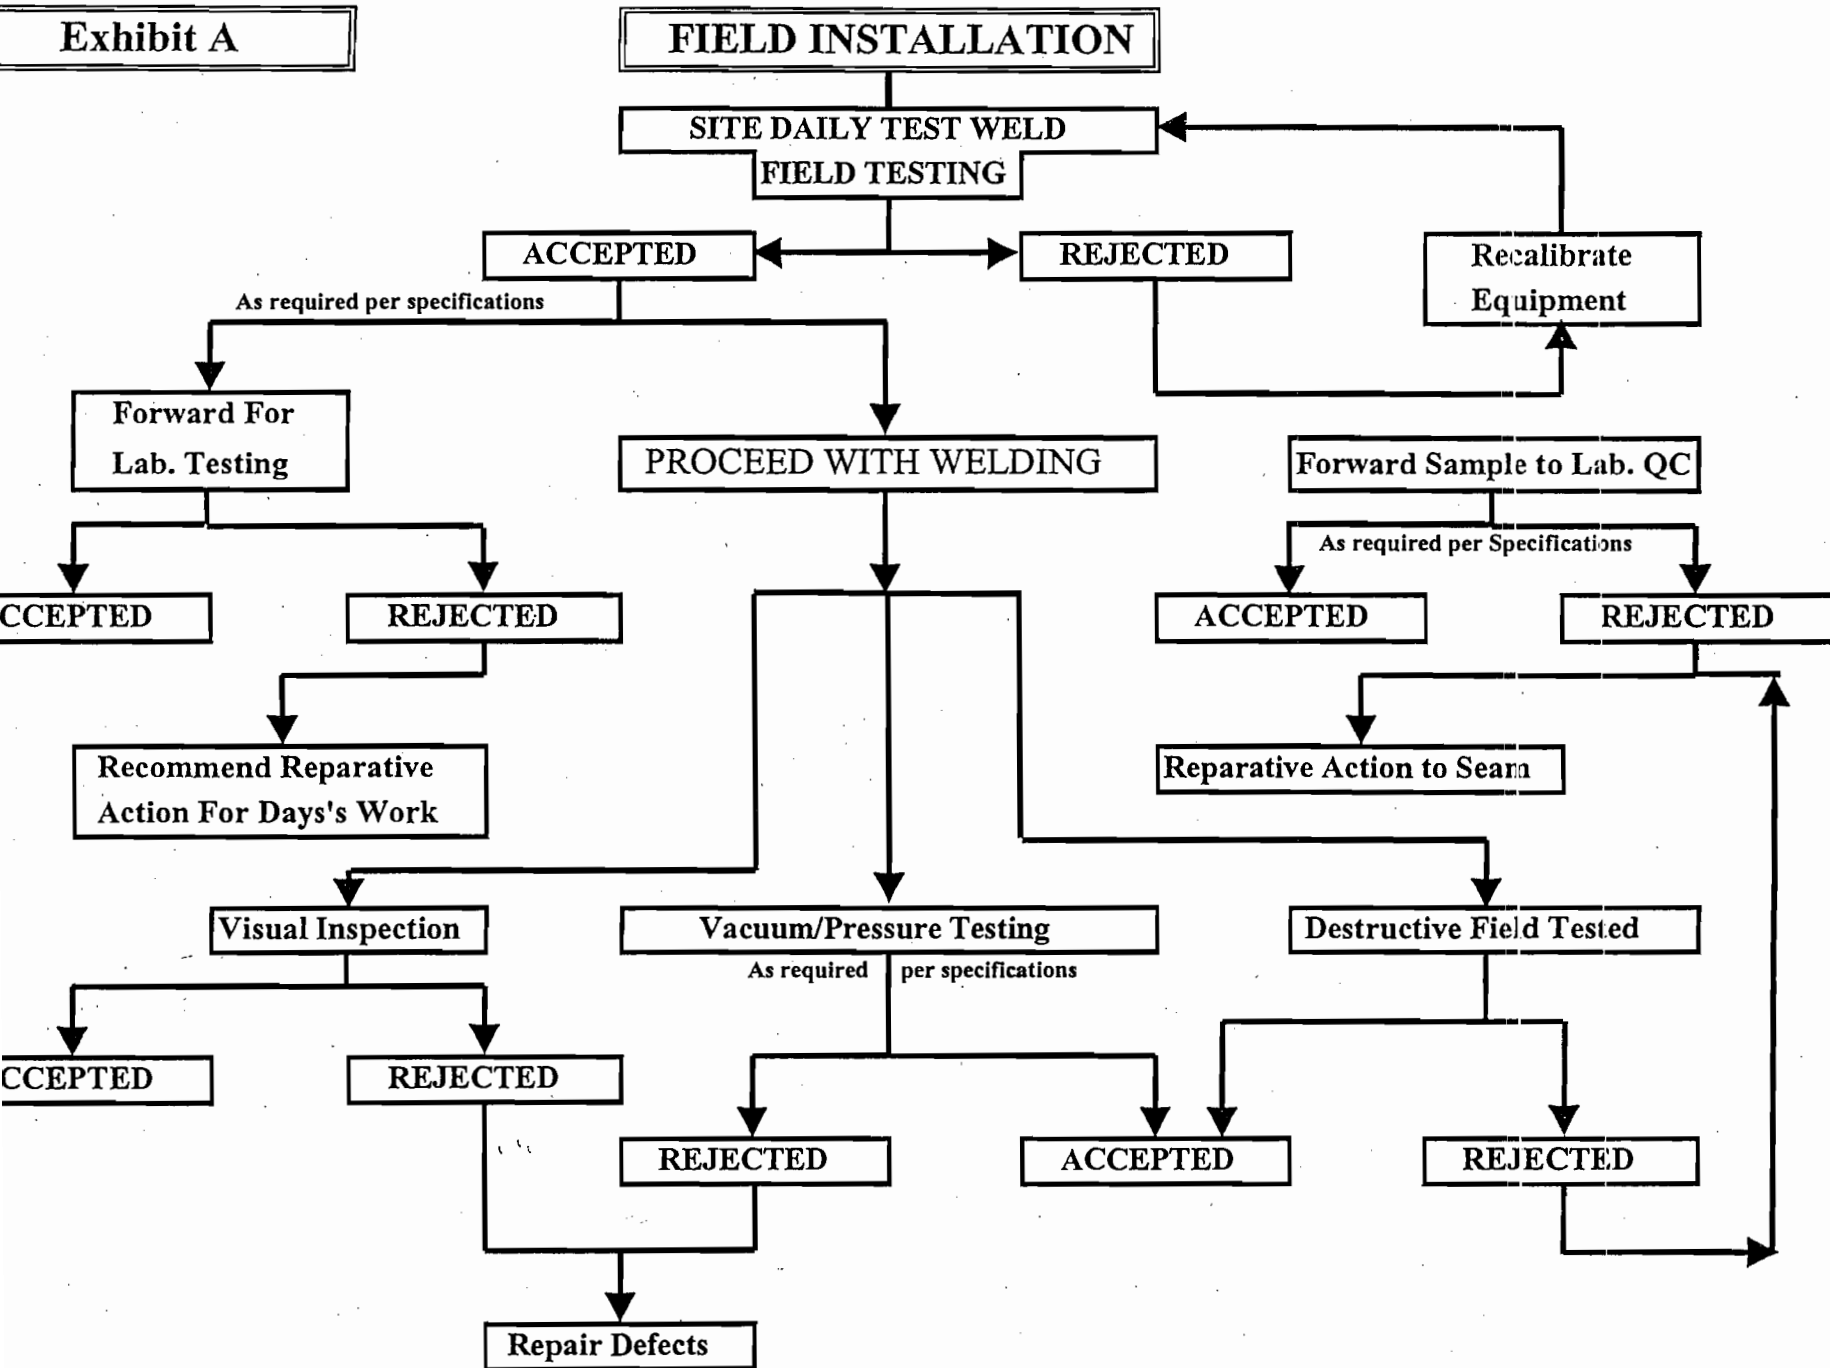 Exhibit A
FIELD INSTALLATION
SITE DAILY TEST WELD
FIELD TESTING
ACCEPTED
REJECTED
Recalibrate
Equipment
As required per specifications
Forward For
Lab. Testing
PROCEED WITH WELDING
Forward Sample to Lab. QC
As required per Specifications
CCEPTED
REJECTED
ACCEPTED
REJECTED
Recommend Reparative
Action For Days's Work
Reparative Action to Seam
Visual Inspection
Vacuum/Pressure Testing
Destructive Field Tested
As required per specifications
CCEPTED
REJECTED
REJECTED
ACCEPTED
REJECTED
Repair Defects